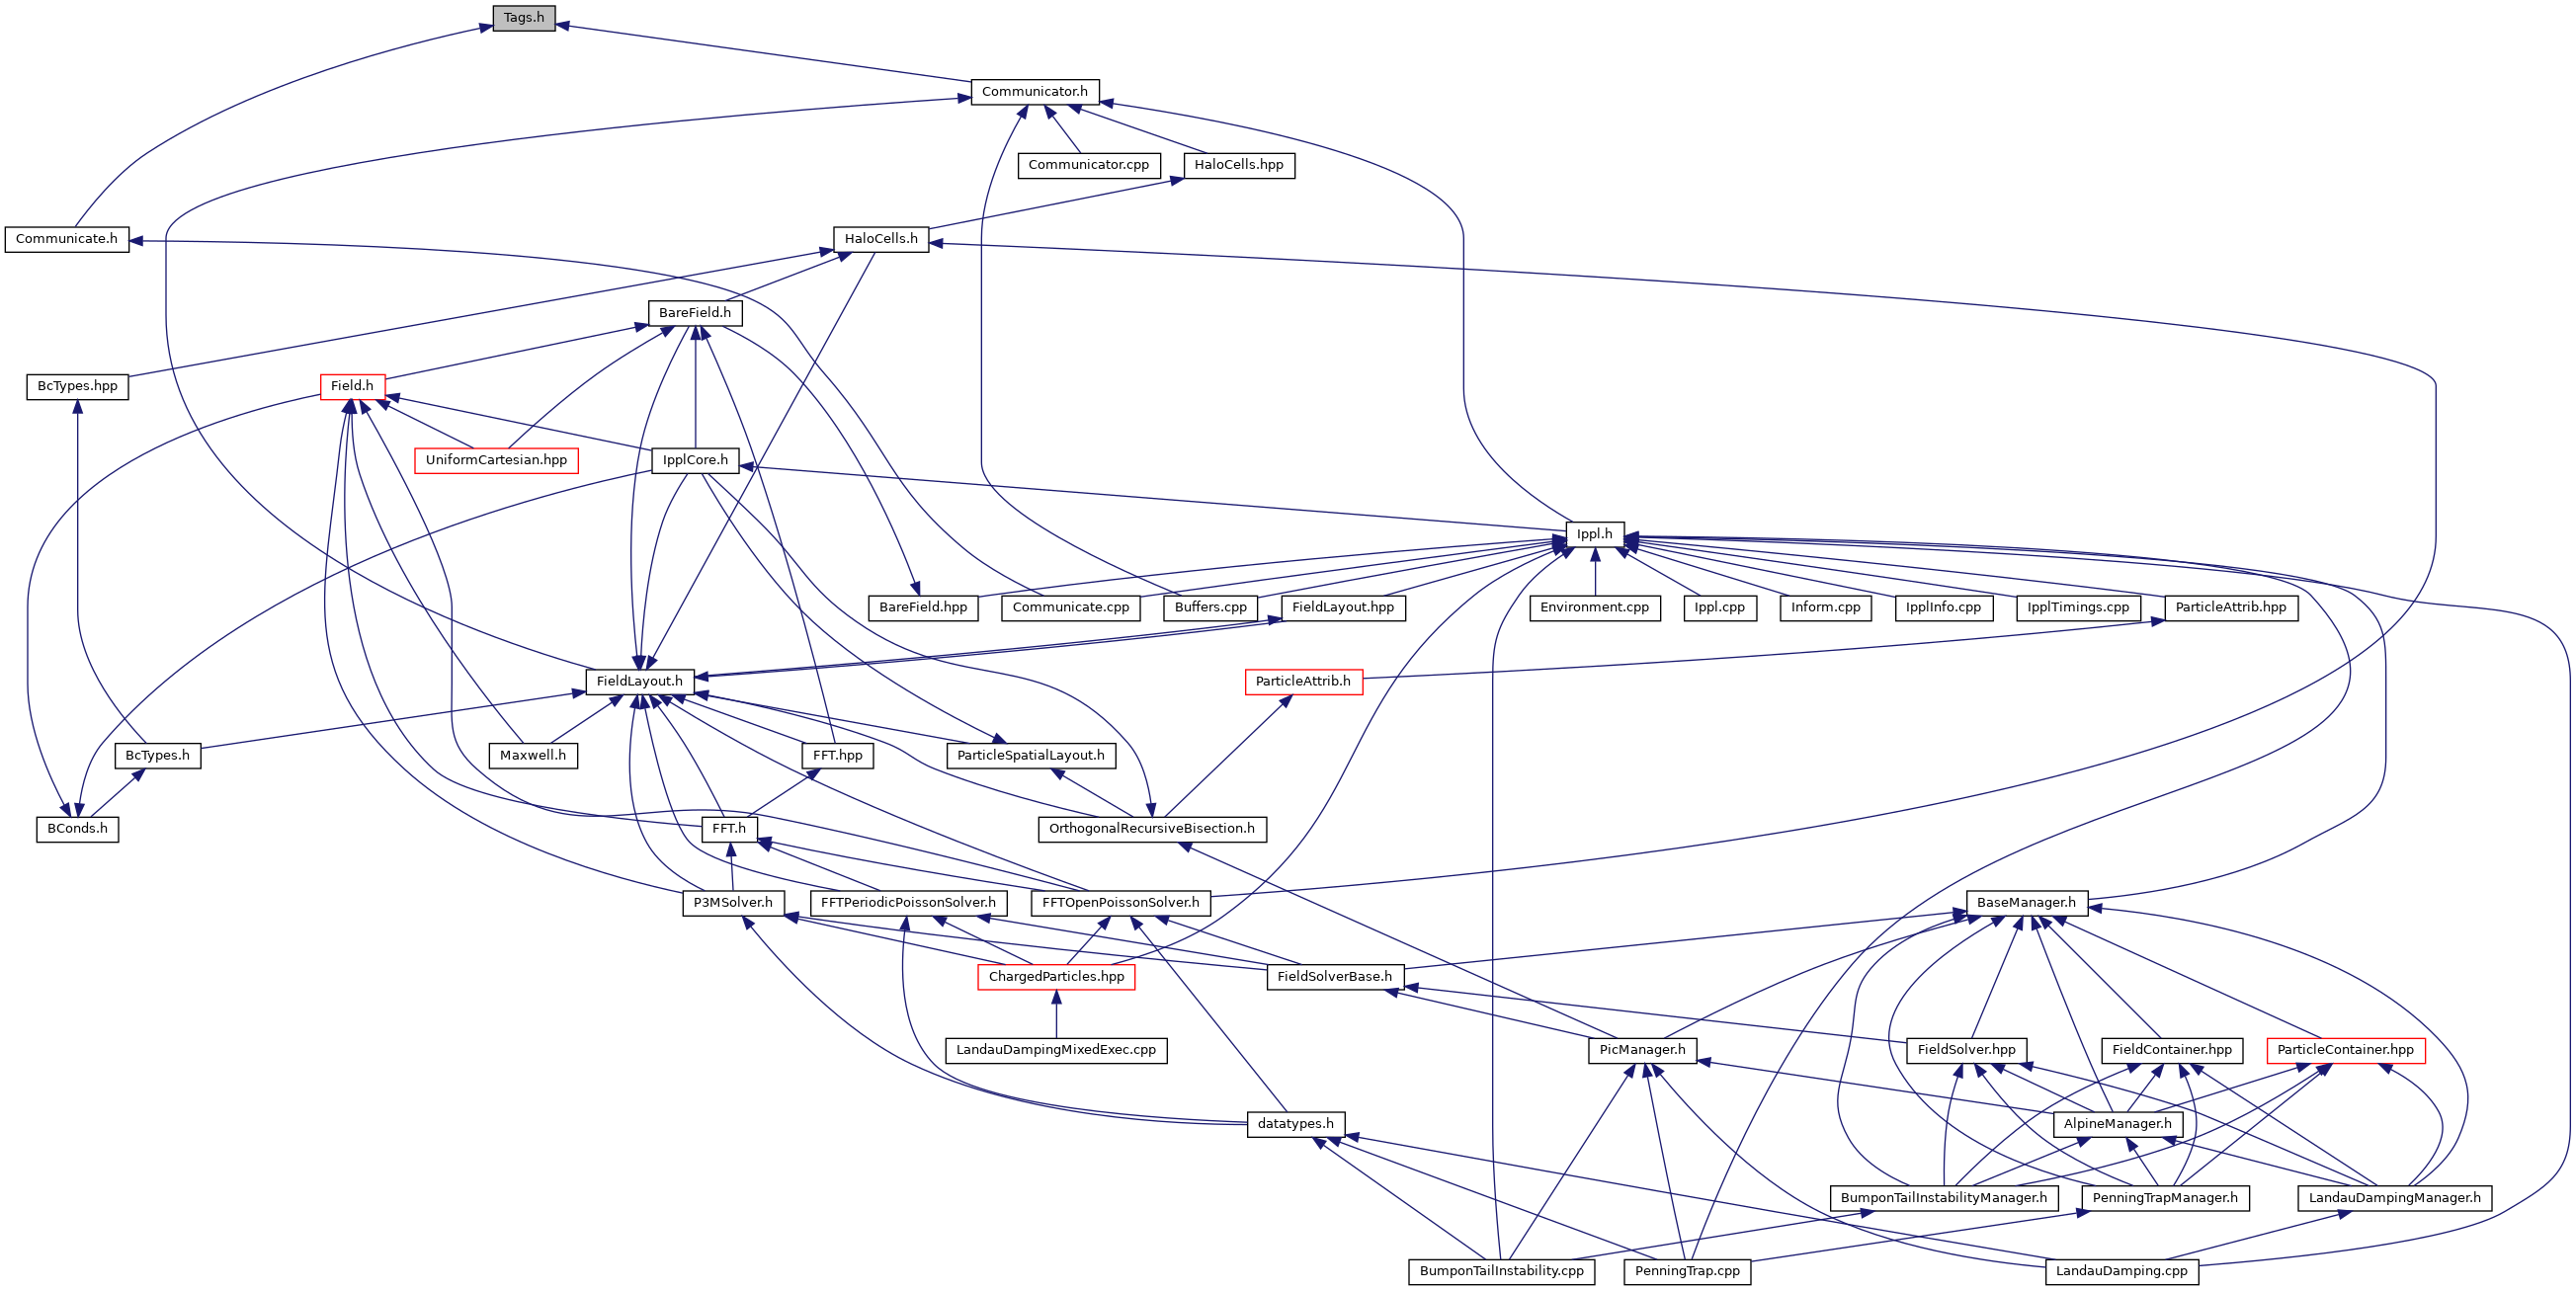 Tags.h
Communicator.h
Communicator.cpp
HaloCells.hpp
Communicate.h
HaloCells.h
BareField.h
BcTypes.hpp
Field.h
UniformCartesian.hpp
IpplCore.h
Ippl.h
BareField.hpp
Communicate.cpp
Buffers.cpp
FieldLayout.hpp
Environment.cpp
Ippl.cpp
Inform.cpp
IpplInfo.cpp
IpplTimings.cpp
ParticleAttrib.hpp
FieldLayout.h
ParticleAttrib.h
BcTypes.h
Maxwell.h
FFT.hpp
ParticleSpatialLayout.h
BConds.h
FFT.h
OrthogonalRecursiveBisection.h
P3MSolver.h
FFTPeriodicPoissonSolver.h
FFTOpenPoissonSolver.h
BaseManager.h
ChargedParticles.hpp
FieldSolverBase.h
LandauDampingMixedExec.cpp
PicManager.h
FieldSolver.hpp
FieldContainer.hpp
ParticleContainer.hpp
datatypes.h
AlpineManager.h
BumponTailInstabilityManager.h
PenningTrapManager.h
LandauDampingManager.h
BumponTailInstability.cpp
PenningTrap.cpp
LandauDamping.cpp